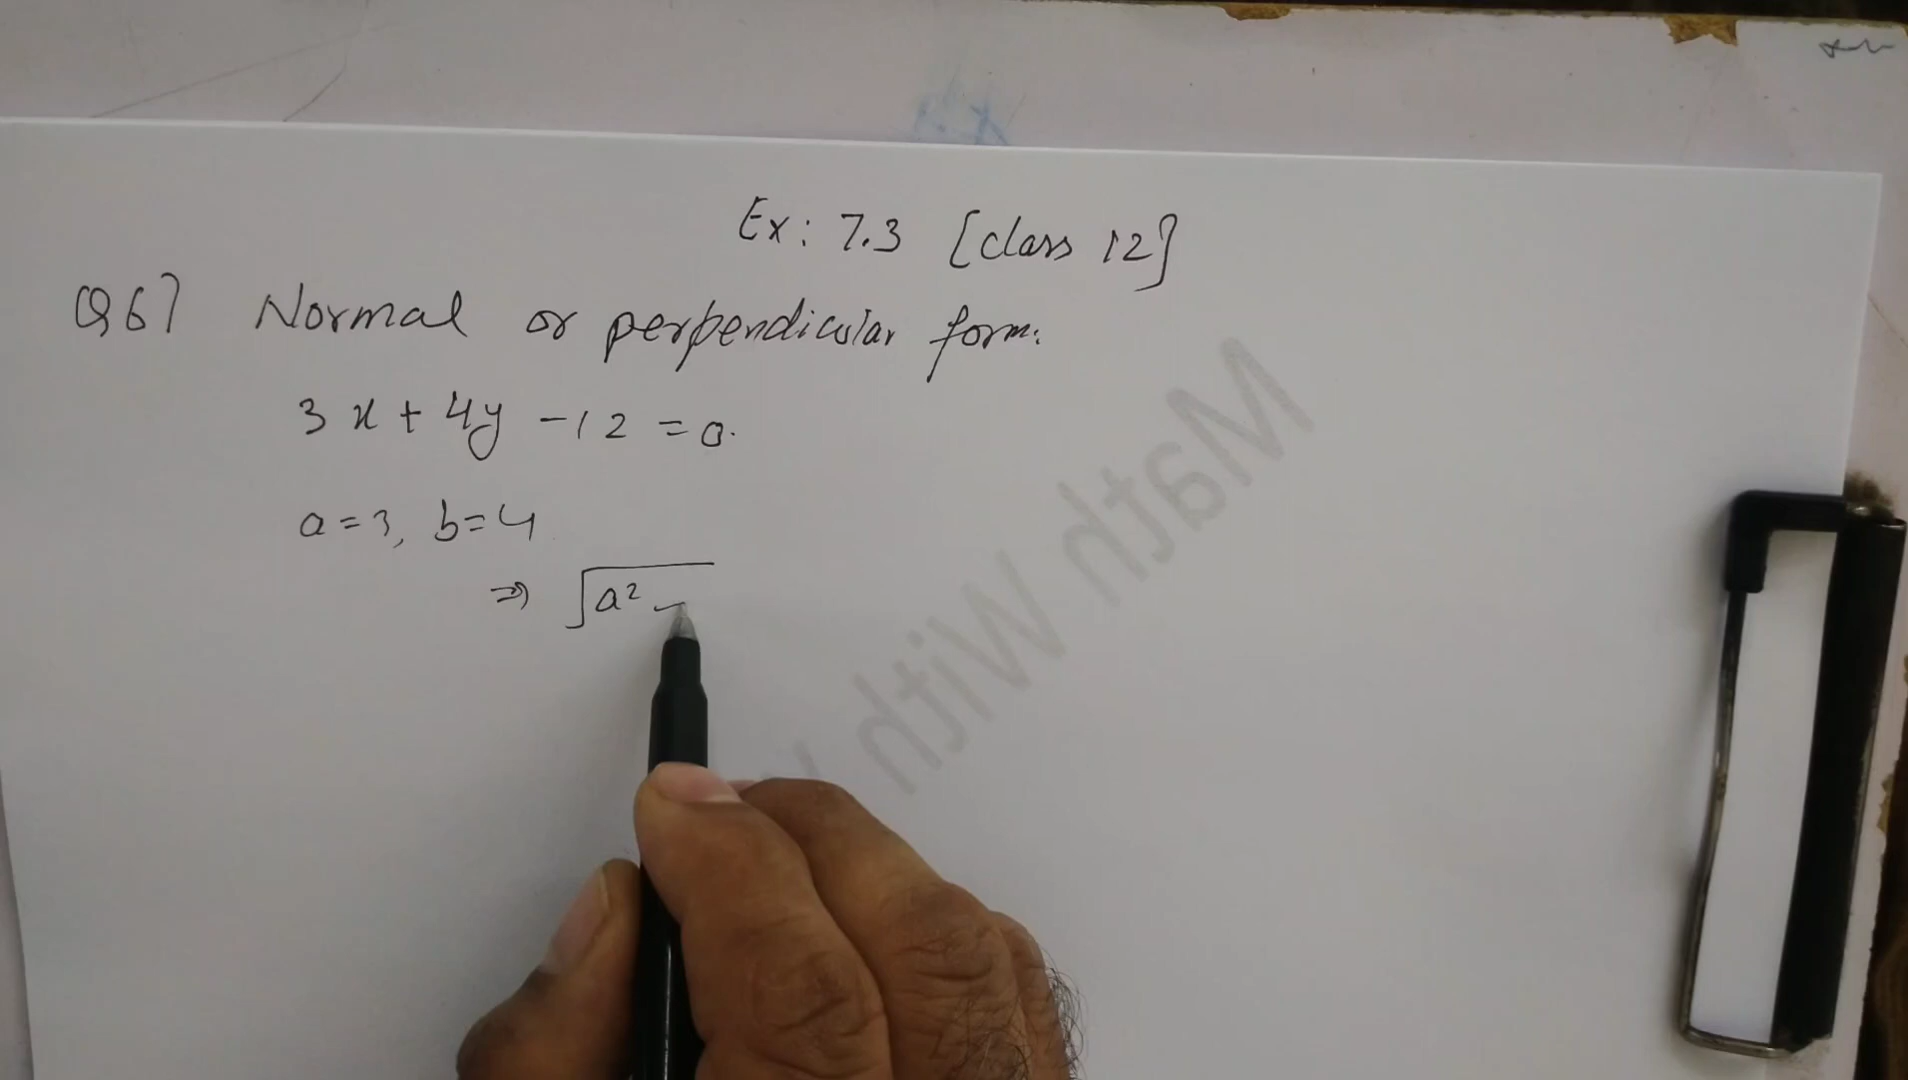 Ex: 7.3 [class 12]
Q6) Normal or perpendicular form:
3x + 4y - 12 = 0.
a = 3, b = 4
⇒ √a² -
Math With